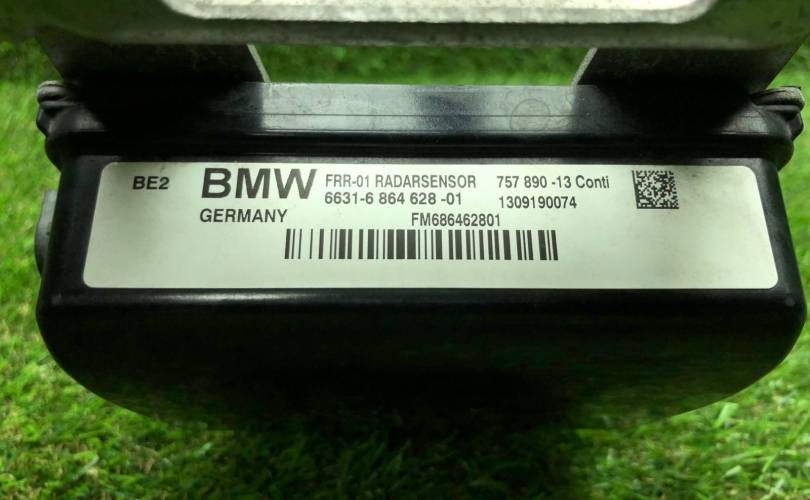 BE2 BMW FRR-01 RADARSENSOR 757 890 -13 Conti
6631-6 864 628 -01 1309190074
GERMANY FM686462801